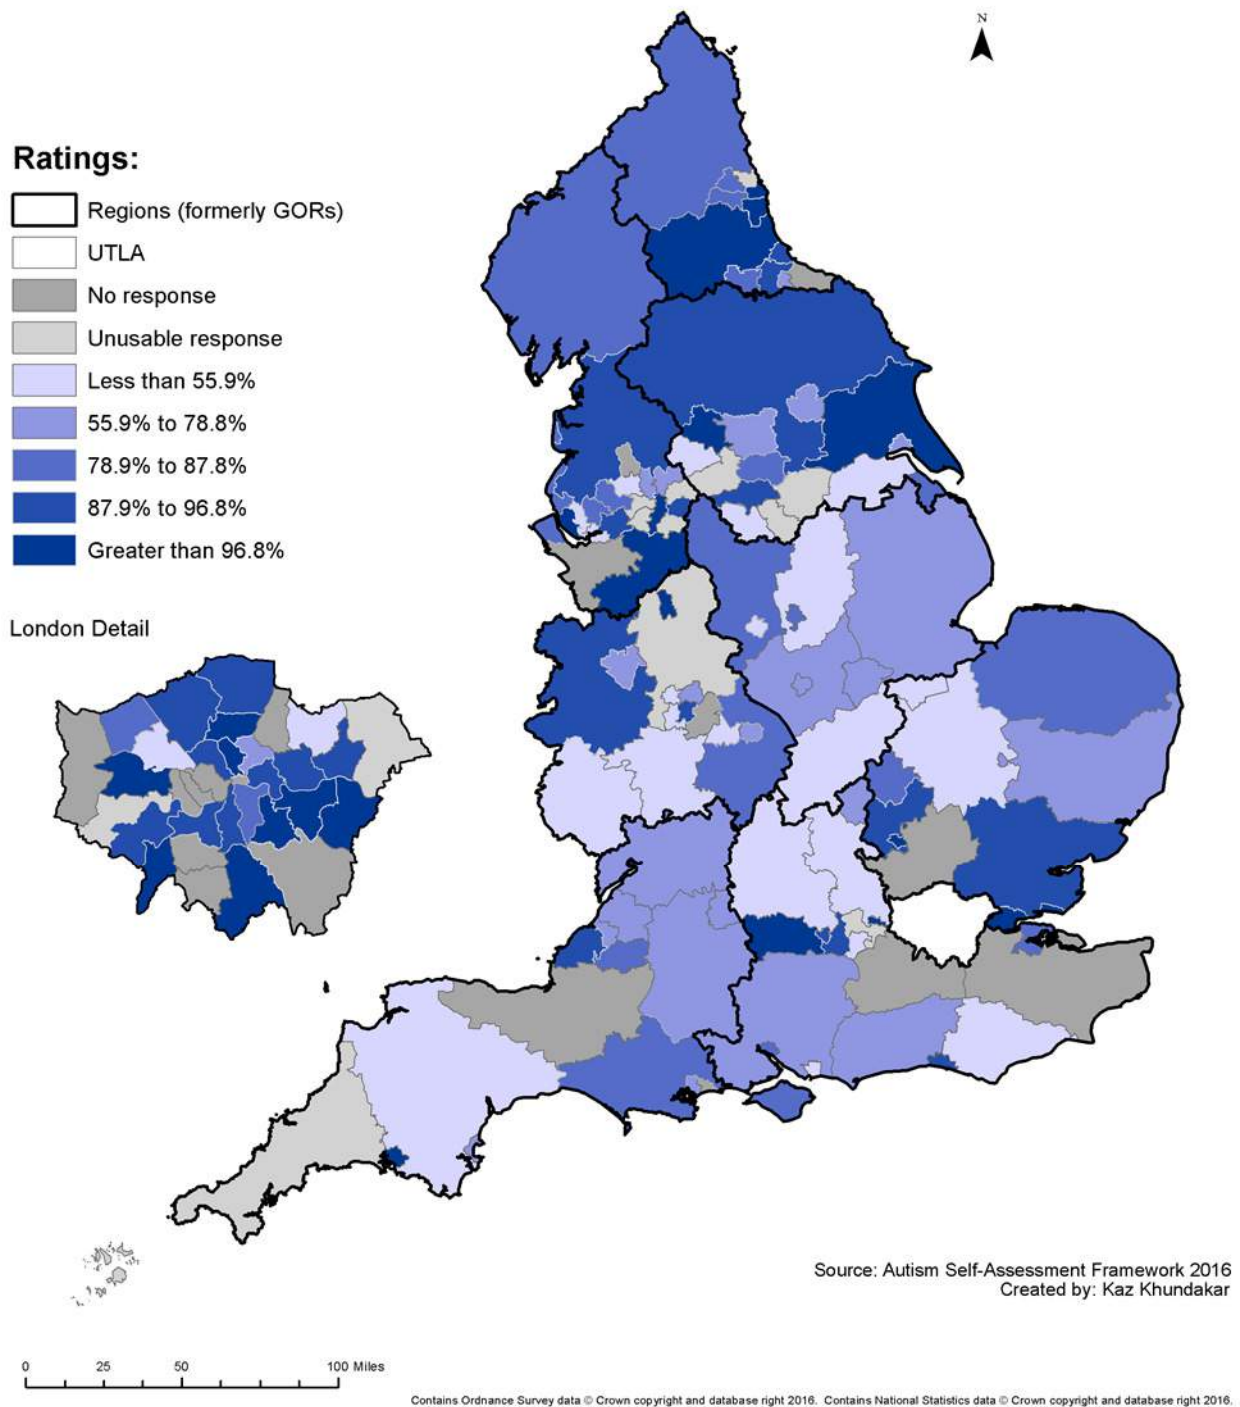 N
Ratings:
Regions (formerly GORs)
UTLA
No response
Unusable response
Less than 55.9%
55.9% to 78.8%
78.9% to 87.8%
87.9% to 96.8%
Greater than 96.8%
London Detail
Source: Autism Self-Assessment Framework 2016
Created by: Kaz Khundakar
0 25 50 100 Miles
Contains Ordnance Survey data © Crown copyright and database right 2016. Contains National Statistics data © Crown copyright and database right 2016.